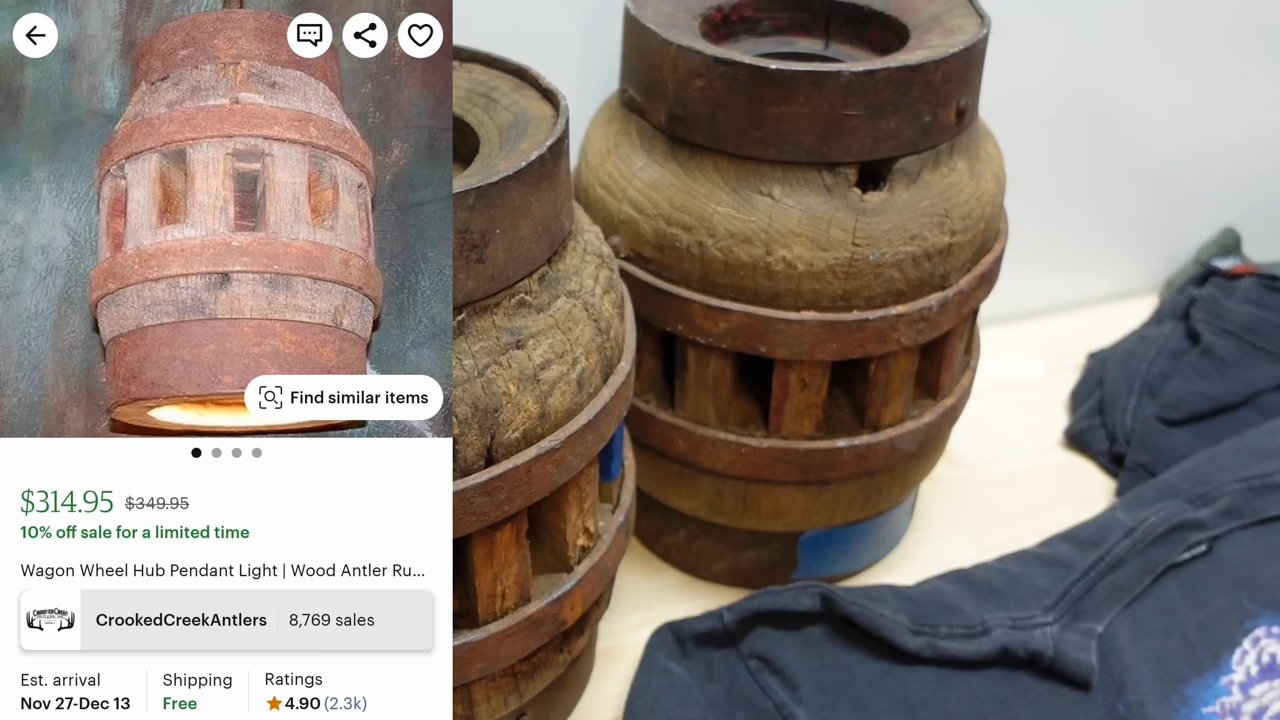 Find similar items
$314.95 $349.95
10% off sale for a limited time
Wagon Wheel Hub Pendant Light | Wood Antler Ru...
CrookedCreekAntlers 8,769 sales
Est. arrival Shipping Ratings
Nov 27-Dec 13 Free 4.90 (2.3k)